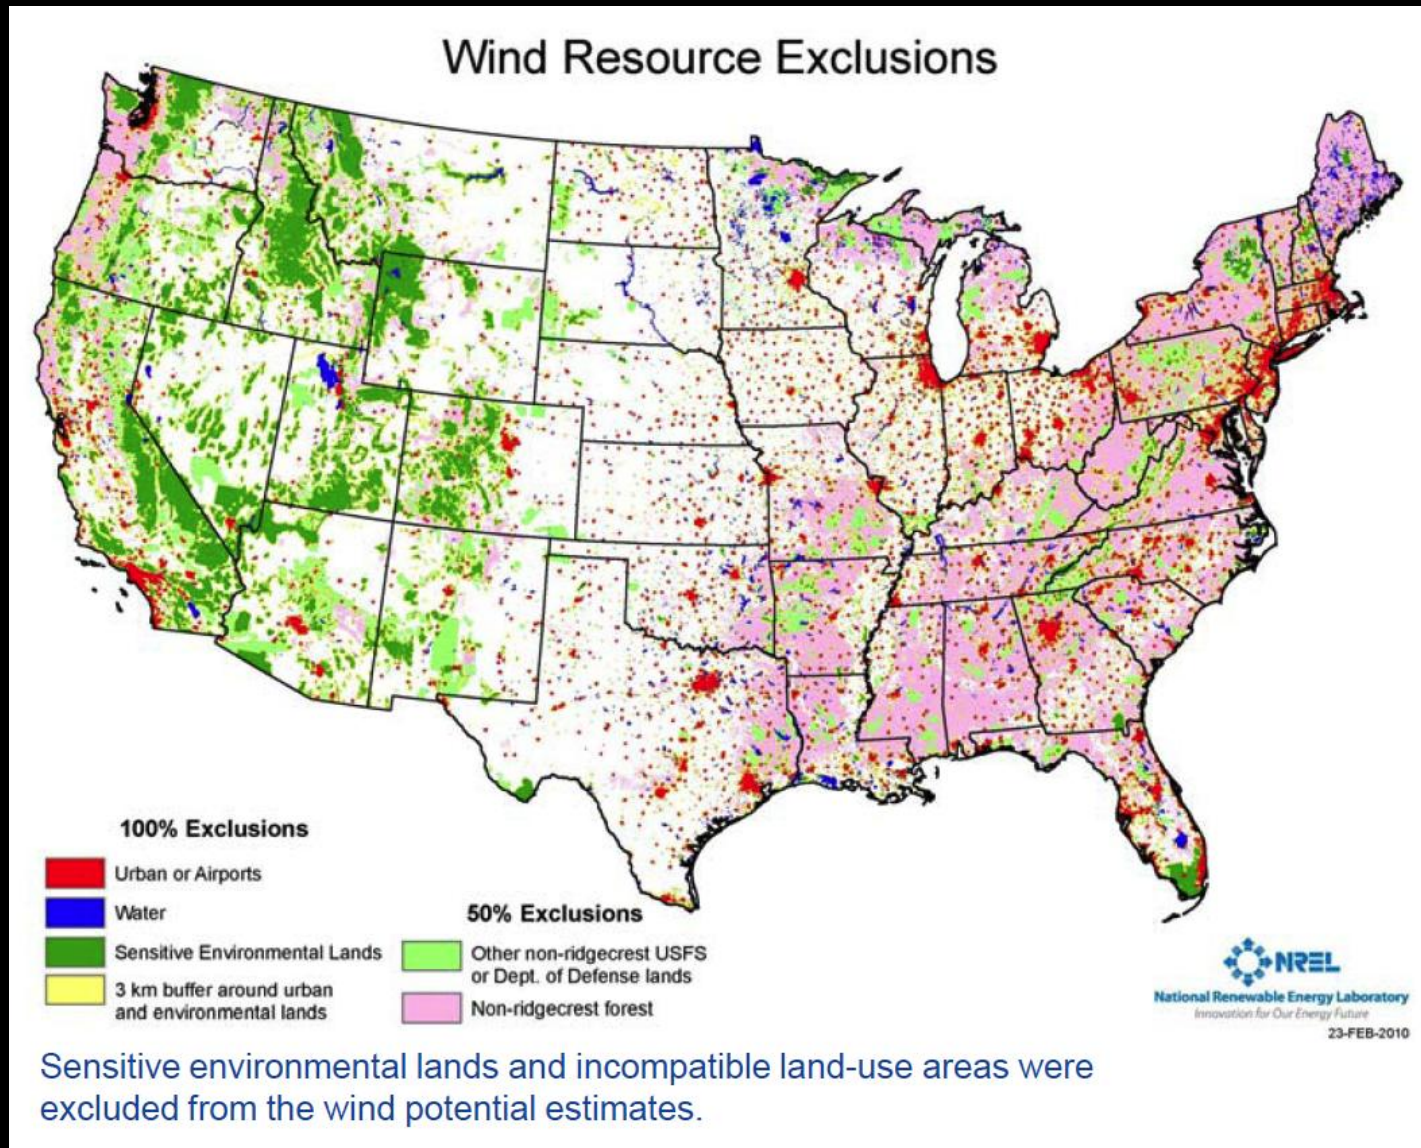 Wind Resource Exclusions
100% Exclusions
Urban or Airports
Water
Sensitive Environmental Lands
3 km buffer around urban
and environmental lands
50% Exclusions
Other non-ridgecrest USFS
or Dept. of Defense lands
Non-ridgecrest forest
NREL
National Renewable Energy Laboratory
Innovation for Our Energy Future
23-FEB-2010
Sensitive environmental lands and incompatible land-use areas were
excluded from the wind potential estimates.